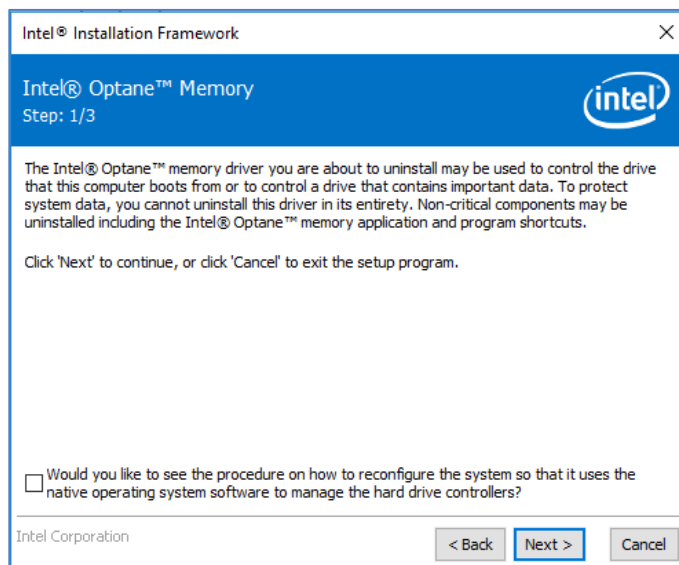 Intel® Installation Framework
Intel® Optane™ Memory
Step: 1/3
intel
The Intel® Optane™ memory driver you are about to uninstall may be used to control the drive
that this computer boots from or to control a drive that contains important data. To protect
system data, you cannot uninstall this driver in its entirety. Non-critical components may be
uninstalled including the Intel® Optane™ memory application and program shortcuts.
Click 'Next' to continue, or click 'Cancel' to exit the setup program.
Would you like to see the procedure on how to reconfigure the system so that it uses the
native operating system software to manage the hard drive controllers?
Intel Corporation
< Back Next > Cancel